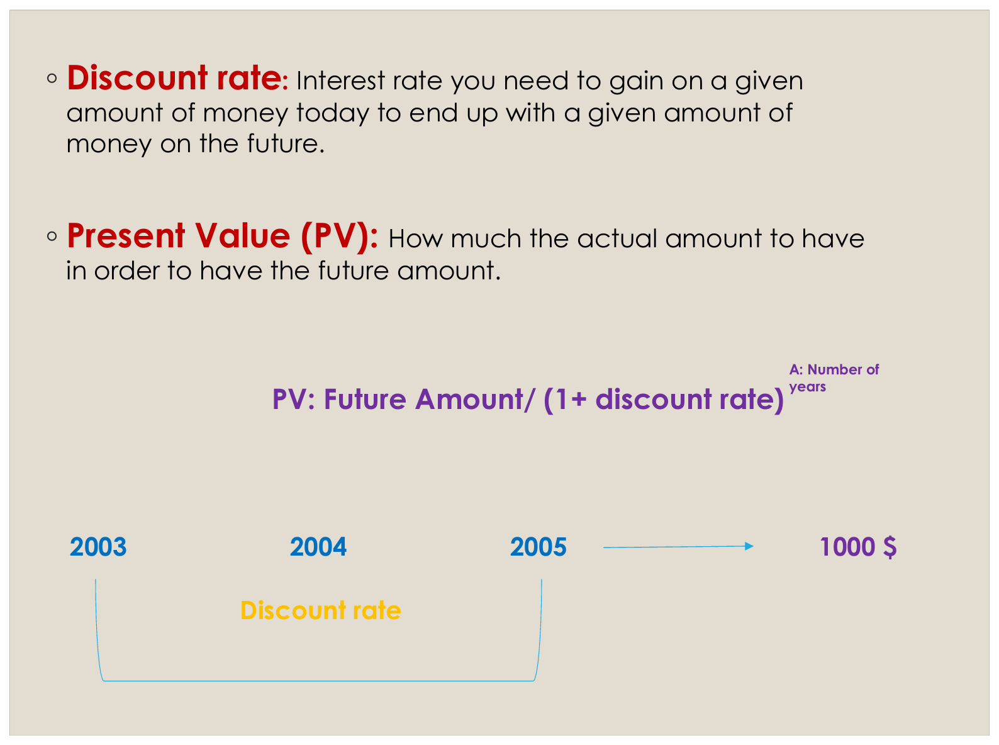 ◦ Discount rate: Interest rate you need to gain on a given
amount of money today to end up with a given amount of
money on the future.
◦ Present Value (PV): How much the actual amount to have
in order to have the future amount.
A: Number of
years
PV: Future Amount/ (1+ discount rate)
2003 2004 2005 1000 $
Discount rate